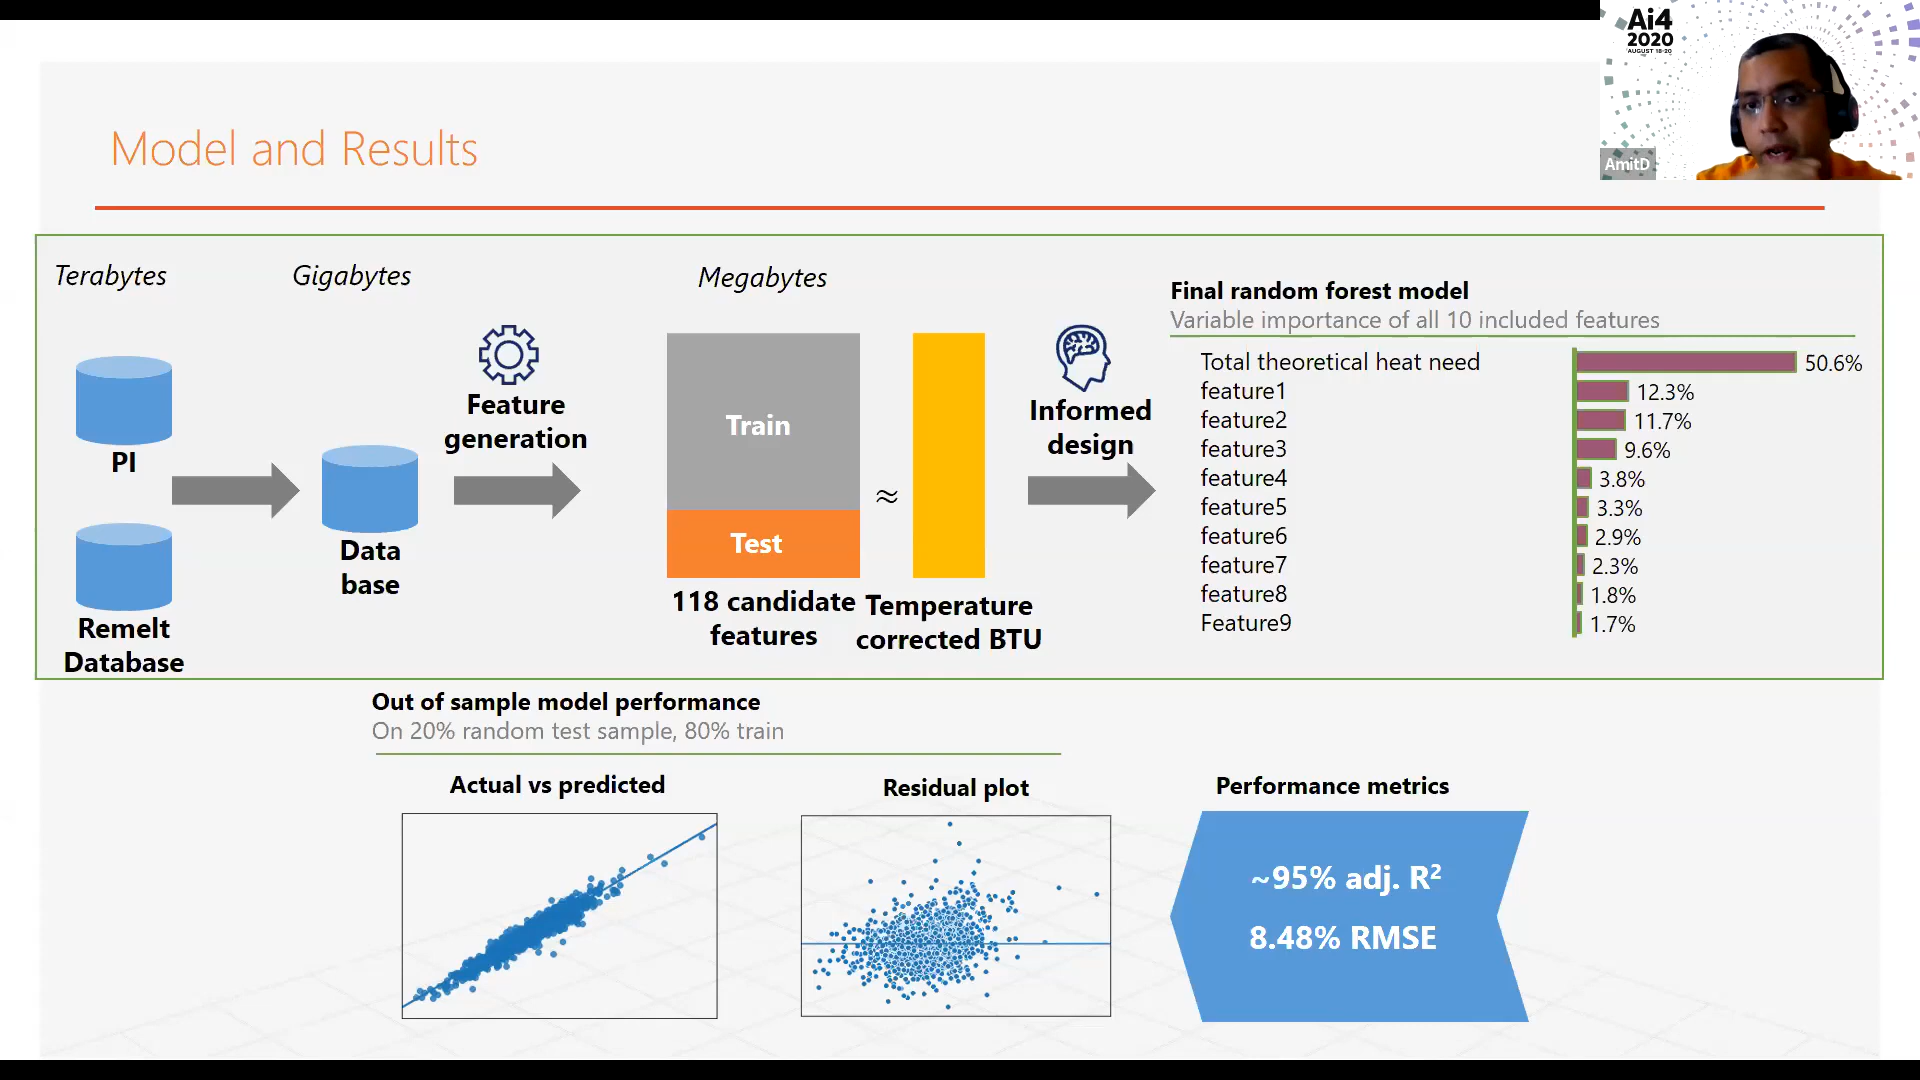 Ai4
2020
AUGUST 18-20
AmitD
Model and Results
Terabytes
Gigabytes
Megabytes
PI
Remelt
Database
Data
base
Feature
generation
Train
Test
≈
118 candidate
features
Temperature
corrected BTU
Informed
design
Final random forest model
Variable importance of all 10 included features
Total theoretical heat need 50.6%
feature1 12.3%
feature2 11.7%
feature3 9.6%
feature4 3.8%
feature5 3.3%
feature6 2.9%
feature7 2.3%
feature8 1.8%
Feature9 1.7%
Out of sample model performance
On 20% random test sample, 80% train
Actual vs predicted
Residual plot
Performance metrics
~95% adj. R²
8.48% RMSE